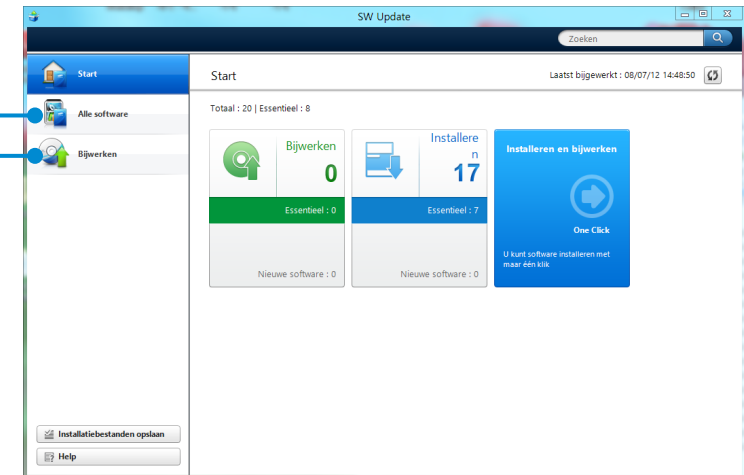 SW Update
Zoeken
Start
Alle software
Bijwerken
Installatiebestanden opslaan
Help
Start
Laatst bijgewerkt : 08/07/12 14:48:50
Totaal : 20 | Essentieel : 8
Bijwerken
0
Essentieel : 0
Nieuwe software : 0
Installere
n
17
Essentieel : 7
Nieuwe software : 0
Installeren en bijwerken
One Click
U kunt software installeren met
maar één klik